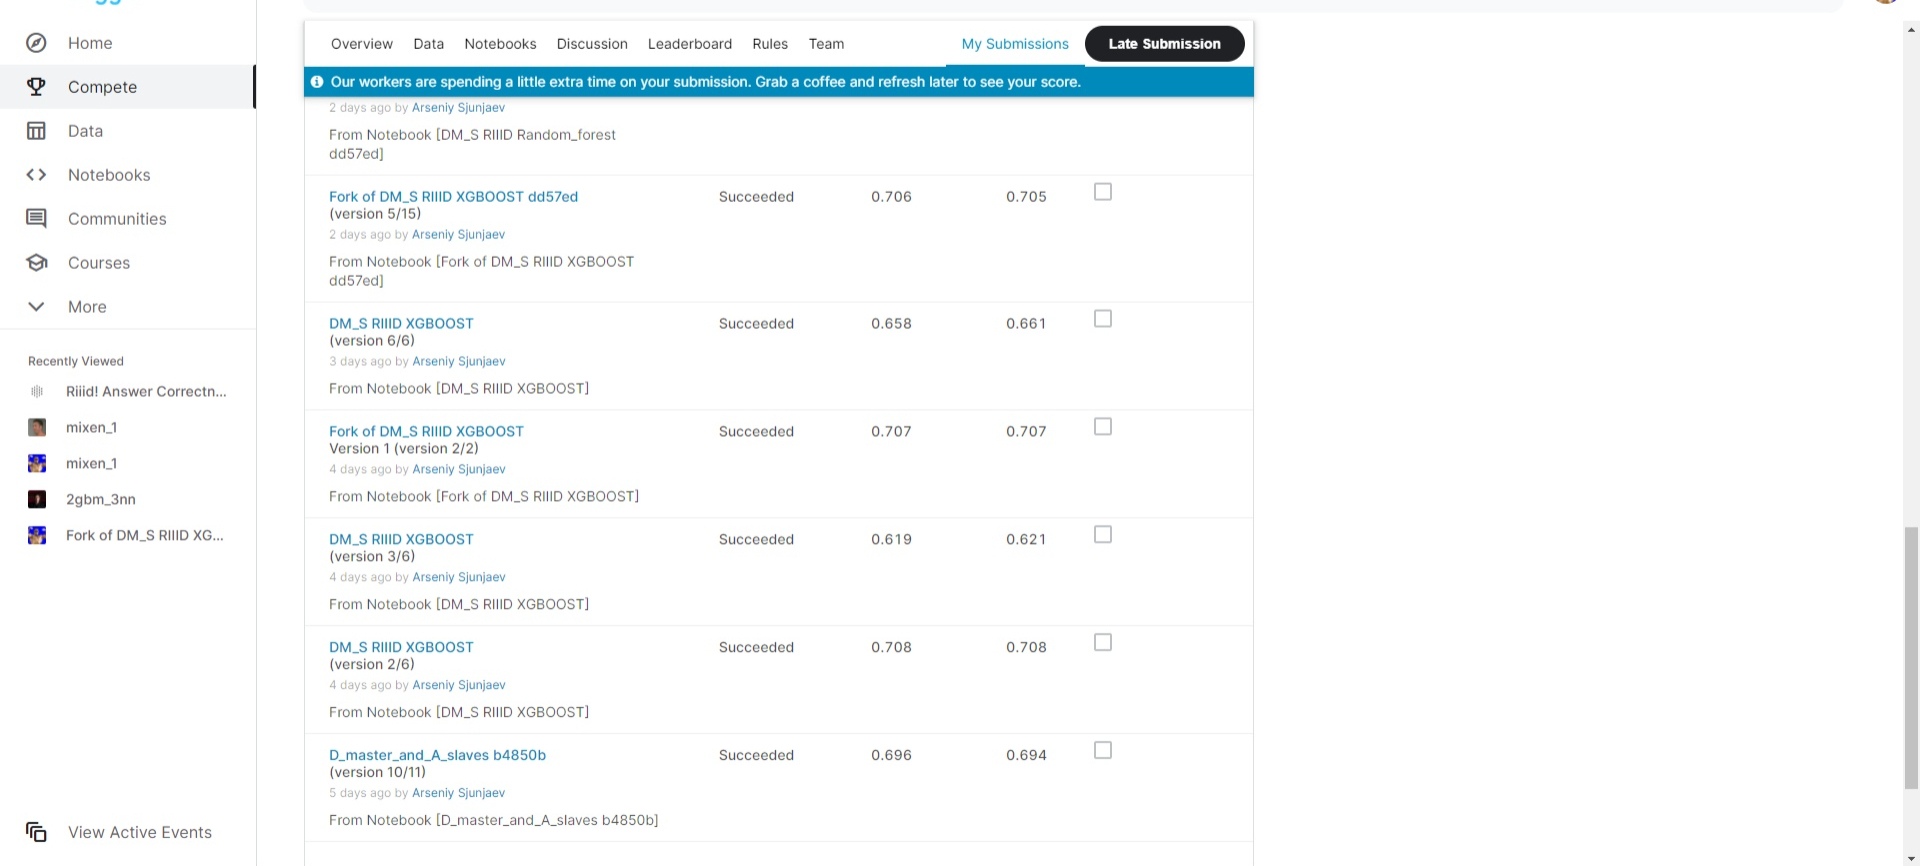 Home
Compete
Data
Notebooks
Communities
Courses
More
Recently Viewed
Riiid! Answer Correctn...
mixen_1
mixen_1
2gbm_3nn
Fork of DM_S RIIID XG...
View Active Events
Overview Data Notebooks Discussion Leaderboard Rules Team My Submissions Late Submission
Our workers are spending a little extra time on your submission. Grab a coffee and refresh later to see your score.
2 days ago by Arseniy Sjunjaev
From Notebook [DM_S RIIID Random_forest
dd57ed]
Fork of DM_S RIIID XGBOOST dd57ed Succeeded 0.706 0.705
(version 5/15)
2 days ago by Arseniy Sjunjaev
From Notebook [Fork of DM_S RIIID XGBOOST
dd57ed]
DM_S RIIID XGBOOST Succeeded 0.658 0.661
(version 6/6)
3 days ago by Arseniy Sjunjaev
From Notebook [DM_S RIIID XGBOOST]
Fork of DM_S RIIID XGBOOST Succeeded 0.707 0.707
Version 1 (version 2/2)
4 days ago by Arseniy Sjunjaev
From Notebook [Fork of DM_S RIIID XGBOOST]
DM_S RIIID XGBOOST Succeeded 0.619 0.621
(version 3/6)
4 days ago by Arseniy Sjunjaev
From Notebook [DM_S RIIID XGBOOST]
DM_S RIIID XGBOOST Succeeded 0.708 0.708
(version 2/6)
4 days ago by Arseniy Sjunjaev
From Notebook [DM_S RIIID XGBOOST]
D_master_and_A_slaves b4850b Succeeded 0.696 0.694
(version 10/11)
5 days ago by Arseniy Sjunjaev
From Notebook [D_master_and_A_slaves b4850b]